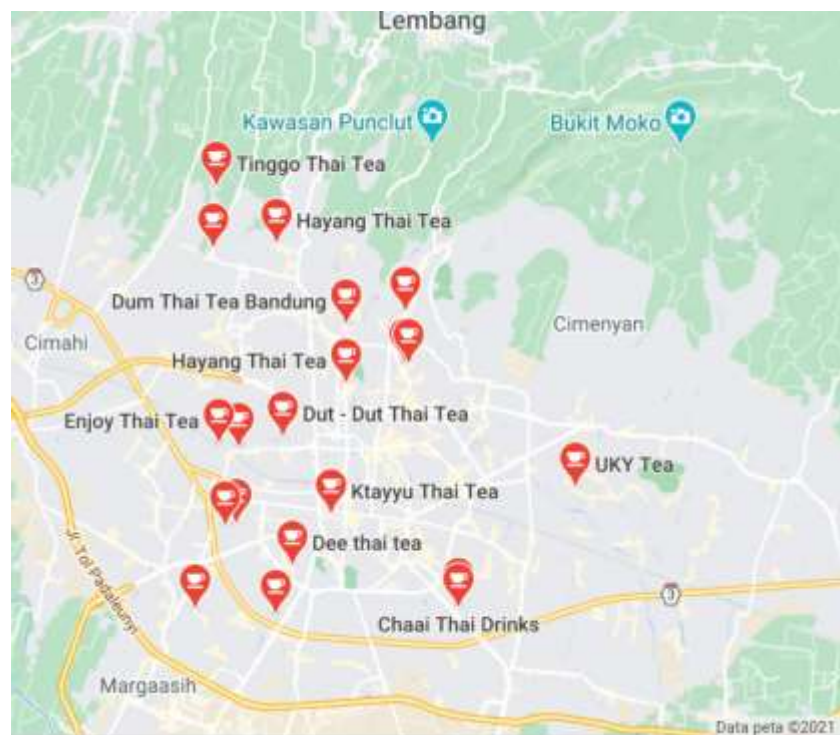 Lembang
Kawasan Punclut
Bukit Moko
Tinggo Thai Tea
Hayang Thai Tea
3
Dum Thai Tea Bandung
Cimenyan
Cimahi
Hayang Thai Tea
Enjoy Thai Tea
Dut - Dut Thai Tea
UKY Tea
Ktayyu Thai Tea
Dee thai tea
Jl. Tol Padaleunyi
3
Chaai Thai Drinks
Margaasih
Data peta ©2021